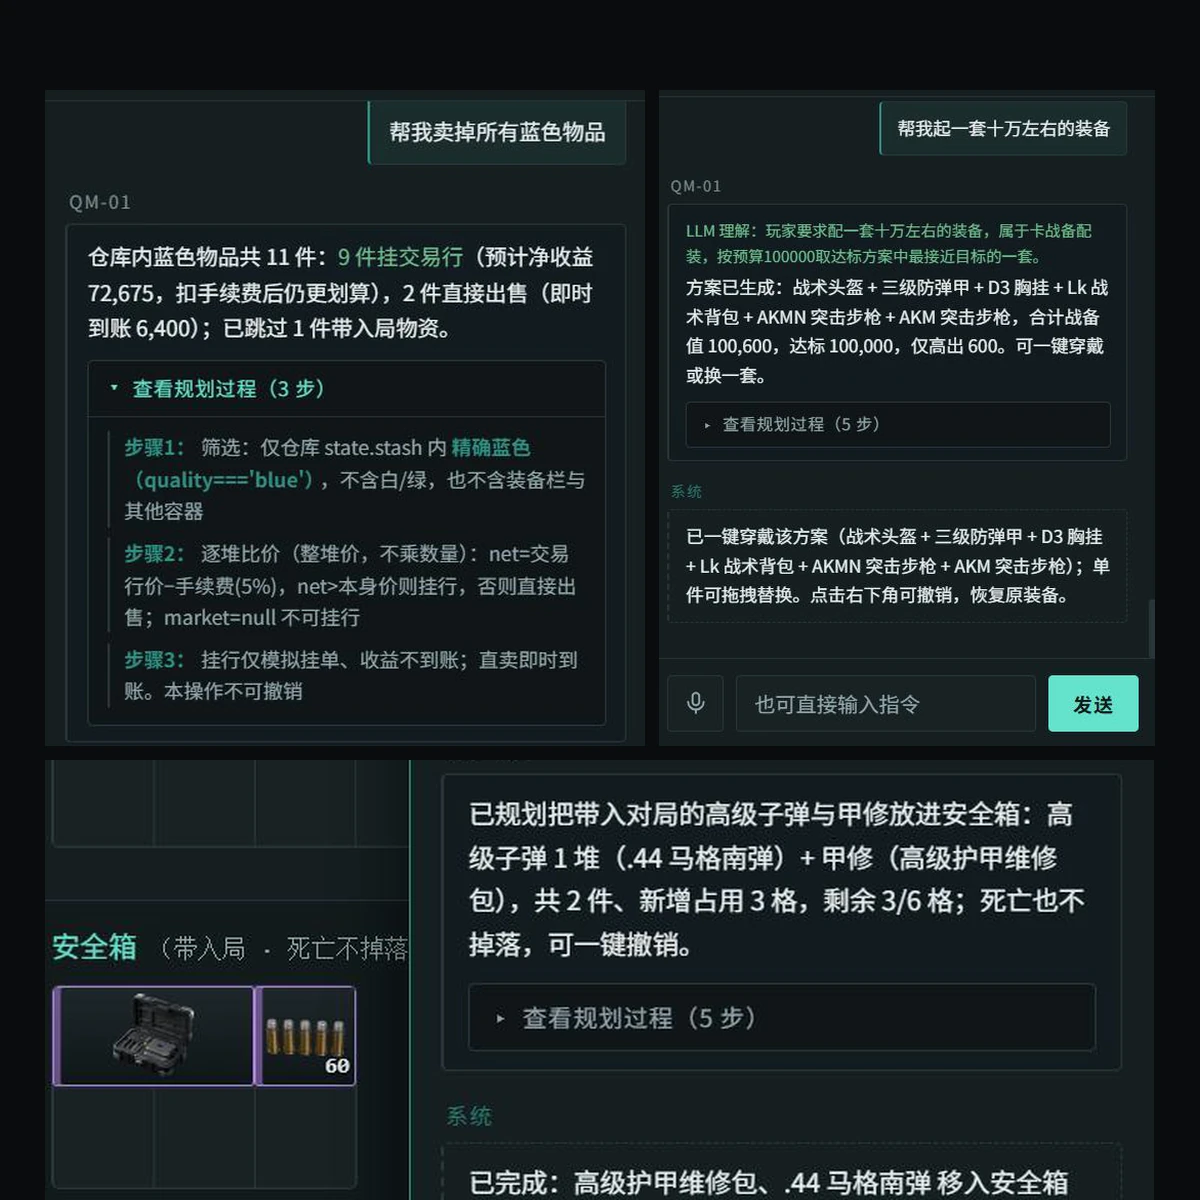 帮我卖掉所有蓝色物品
QM-01
仓库内蓝色物品共 11 件：9 件挂交易行（预计净收益
72,675，扣手续费后仍更划算），2 件直接出售（即时
到账 6,400）；已跳过 1 件带入局物资。
▾ 查看规划过程（3 步）
步骤1： 筛选：仅仓库 state.stash 内 精确蓝色
（quality==='blue'），不含白/绿，也不含装备栏与
其他容器
步骤2： 逐堆比价（整堆价，不乘数量）：net=交易
行价−手续费(5%)，net>本身价则挂行，否则直接出
售；market=null 不可挂行
步骤3： 挂行仅模拟挂单、收益不到账；直卖即时到
账。本操作不可撤销
帮我起一套十万左右的装备
QM-01
LLM 理解：玩家要求配一套十万左右的装备，属于卡战备配
装，按预算100000取达标方案中最接近目标的一套。
方案已生成：战术头盔 + 三级防弹甲 + D3 胸挂 + Lk 战
术背包 + AKMN 突击步枪 + AKM 突击步枪，合计战备
值 100,600，达标 100,000，仅高出 600。可一键穿戴
或换一套。
▸ 查看规划过程（5 步）
系统
已一键穿戴该方案（战术头盔 + 三级防弹甲 + D3 胸挂
+ Lk 战术背包 + AKMN 突击步枪 + AKM 突击步枪）；单
件可拖拽替换。点击右下角可撤销，恢复原装备。
也可直接输入指令
发送
安全箱 （带入局 · 死亡不掉落
60
已规划把带入对局的高级子弹与甲修放进安全箱：高
级子弹 1 堆（.44 马格南弹）+ 甲修（高级护甲维修
包），共 2 件、新增占用 3 格，剩余 3/6 格；死亡也不
掉落，可一键撤销。
▸ 查看规划过程（5 步）
系统
已完成：高级护甲维修包、.44 马格南弹 移入安全箱